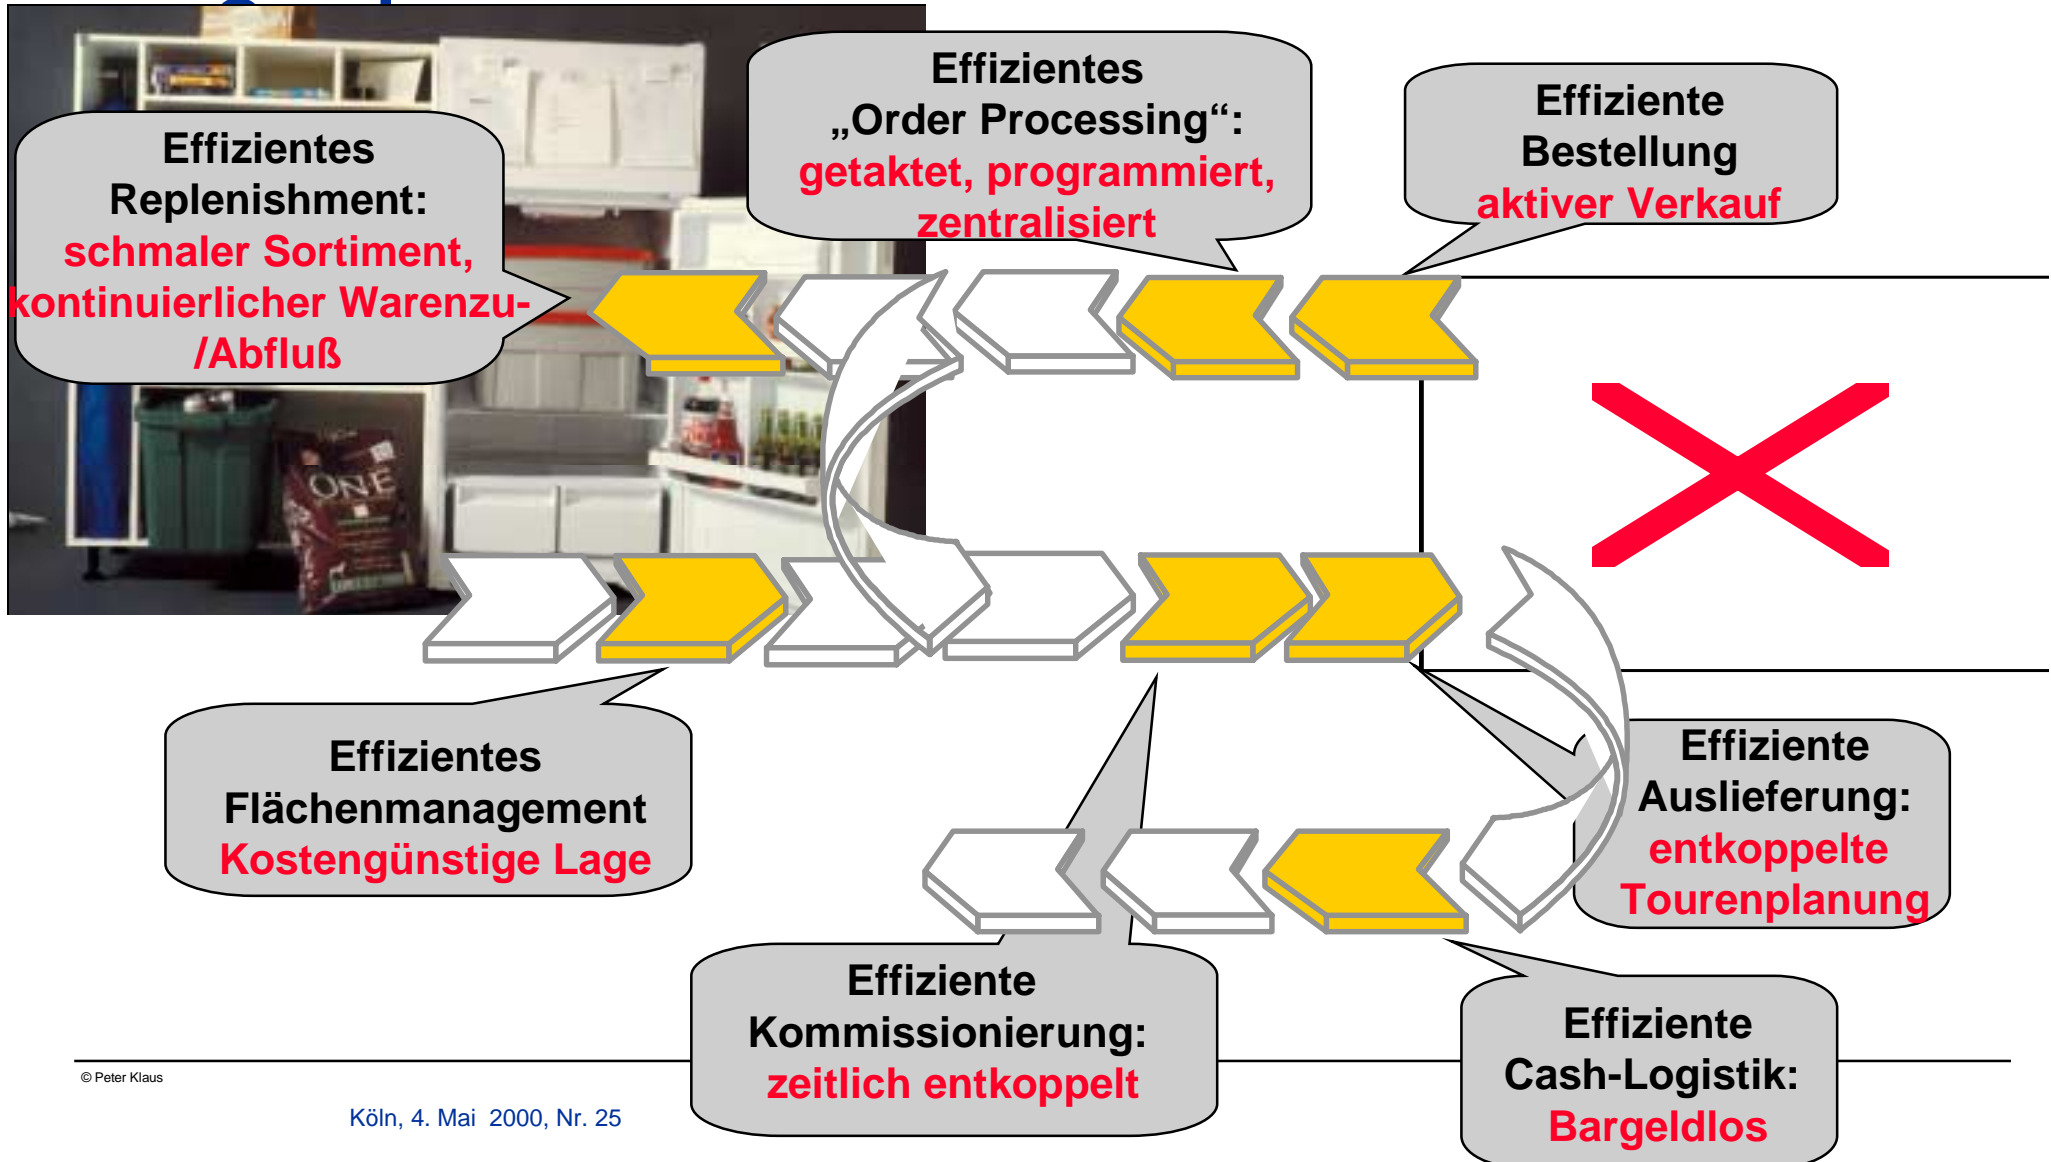 Effizientes
Replenishment:
schmaler Sortiment,
kontinuierlicher Warenzu-
/Abfluß
Effizientes
„Order Processing“:
getaktet, programmiert,
zentralisiert
Effiziente
Bestellung
aktiver Verkauf
ONE
Effizientes
Flächenmanagement
Kostengünstige Lage
Effiziente
Auslieferung:
entkoppelte
Tourenplanung
Effiziente
Kommissionierung:
zeitlich entkoppelt
Effiziente
Cash-Logistik:
Bargeldlos
© Peter Klaus
Köln, 4. Mai 2000, Nr. 25